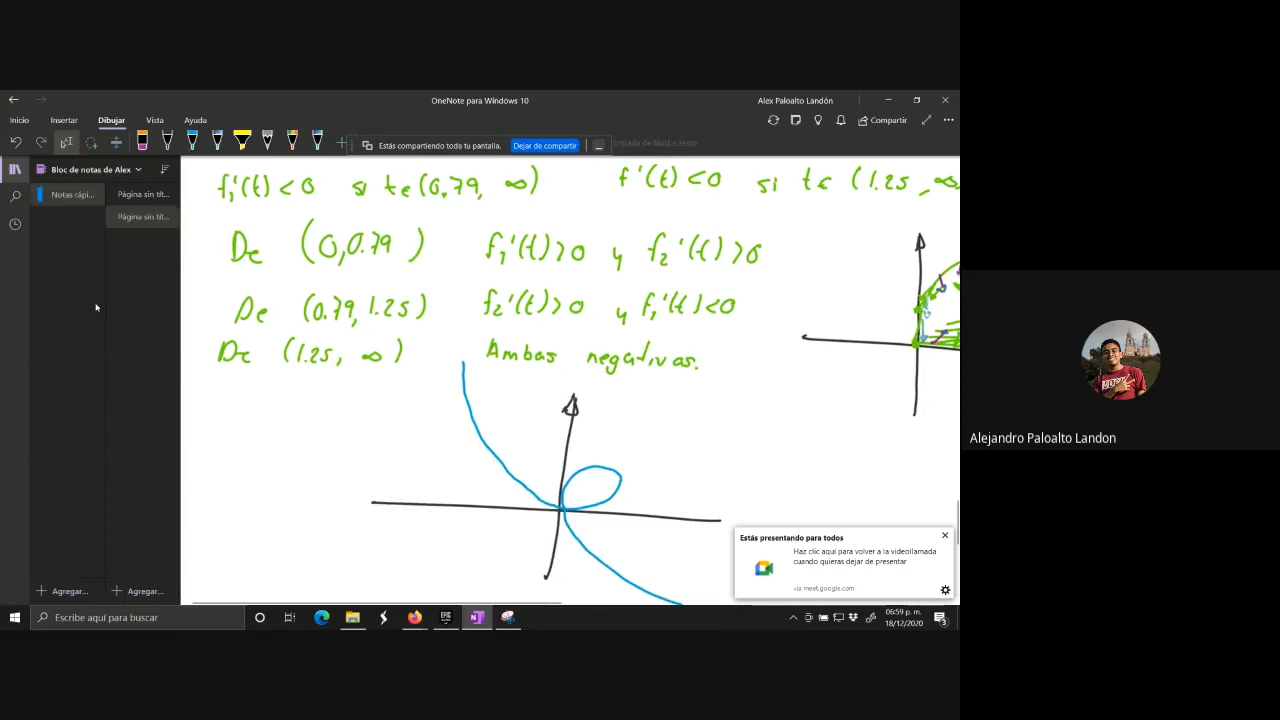 OneNote para Windows 10
Alex Paloalto Landón
Inicio Insertar Dibujar Vista Ayuda
Compartir
Estás compartiendo toda tu pantalla. Dejar de compartir
Bloc de notas de Alex
Notas rápi... Página sin tít...
Página sin tít...
f₁'(t) < 0 si t ∈ (0.79, ∞) f'(t) < 0 si t ∈ (1.25, ∞
De (0, 0.79) f₁'(t) > 0 y f₂'(t) > 0
De (0.79, 1.25) f₂'(t) > 0 y f₁'(t) < 0
De (1.25, ∞) Ambas negativas.
Estás presentando para todos
Haz clic aquí para volver a la videollamada
cuando quieras dejar de presentar
vía meet.google.com
Agregar... Agregar...
Escribe aquí para buscar
EPIC
06:59 p. m.
18/12/2020
3
Alejandro Paloalto Landon